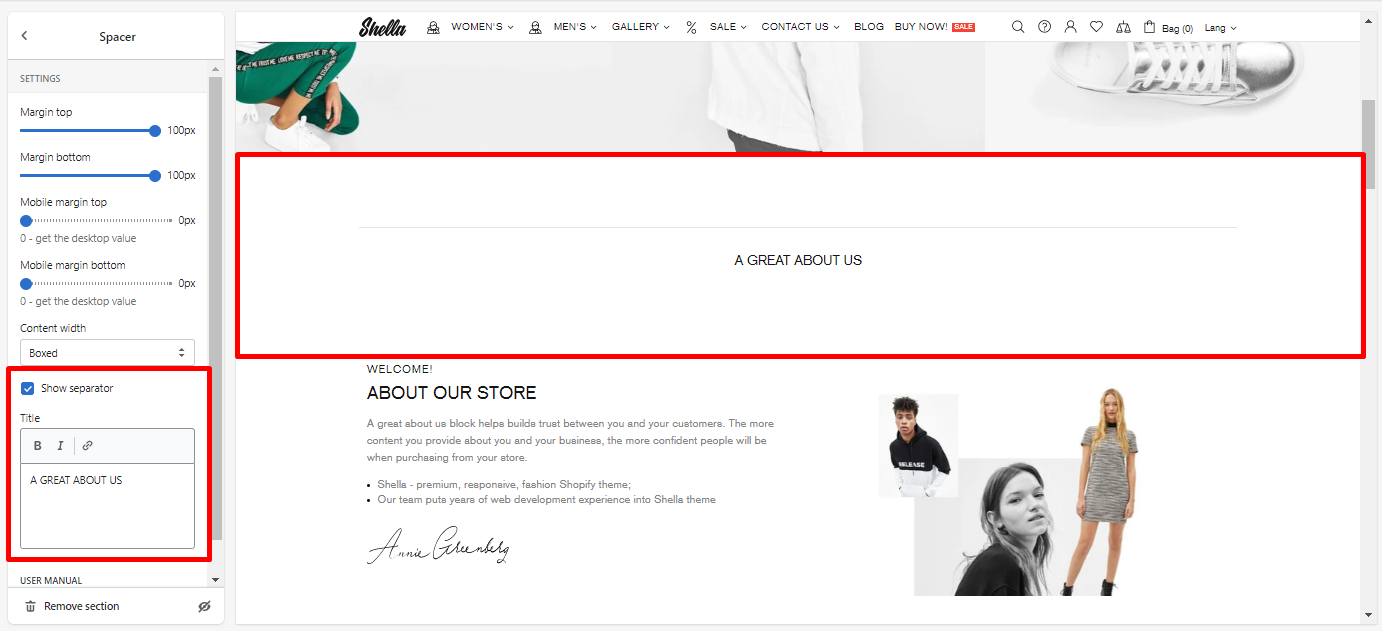 Spacer
SETTINGS
Margin top
100px
Margin bottom
100px
Mobile margin top
0px
0 - get the desktop value
Mobile margin bottom
0px
0 - get the desktop value
Content width
Boxed
Show separator
Title
B I
A GREAT ABOUT US
USER MANUAL
Remove section
Shella WOMEN'S MEN'S GALLERY % SALE CONTACT US BLOG BUY NOW! SALE Bag (0) Lang
A GREAT ABOUT US
WELCOME!
ABOUT OUR STORE
A great about us block helps builds trust between you and your customers. The more
content you provide about you and your business, the more confident people will be
when purchasing from your store.
• Shella - premium, responsive, fashion Shopify theme;
• Our team puts years of web development experience into Shella theme
Annie Greenberg
RELEASE